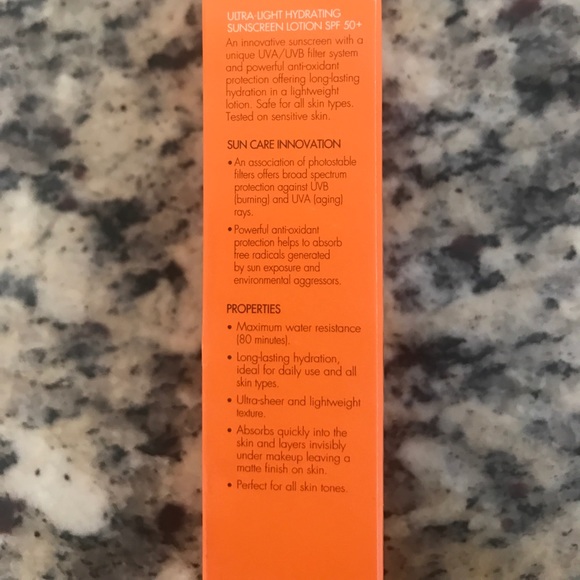 ULTRA-LIGHT HYDRATING
SUNSCREEN LOTION SPF 50+
An innovative sunscreen with a
unique UVA/UVB filter system
and powerful anti-oxidant
protection offering long-lasting
hydration in a lightweight
lotion. Safe for all skin types.
Tested on sensitive skin.
SUN CARE INNOVATION
• An association of photostable
filters offers broad spectrum
protection against UVB
(burning) and UVA (aging)
rays.
• Powerful anti-oxidant
protection helps to absorb
free radicals generated
by sun exposure and
environmental aggressors.
PROPERTIES
• Maximum water resistance
(80 minutes).
• Long-lasting hydration,
ideal for daily use and all
skin types.
• Ultra-sheer and lightweight
texture.
• Absorbs quickly into the
skin and layers invisibly
under makeup leaving a
matte finish on skin.
• Perfect for all skin tones.